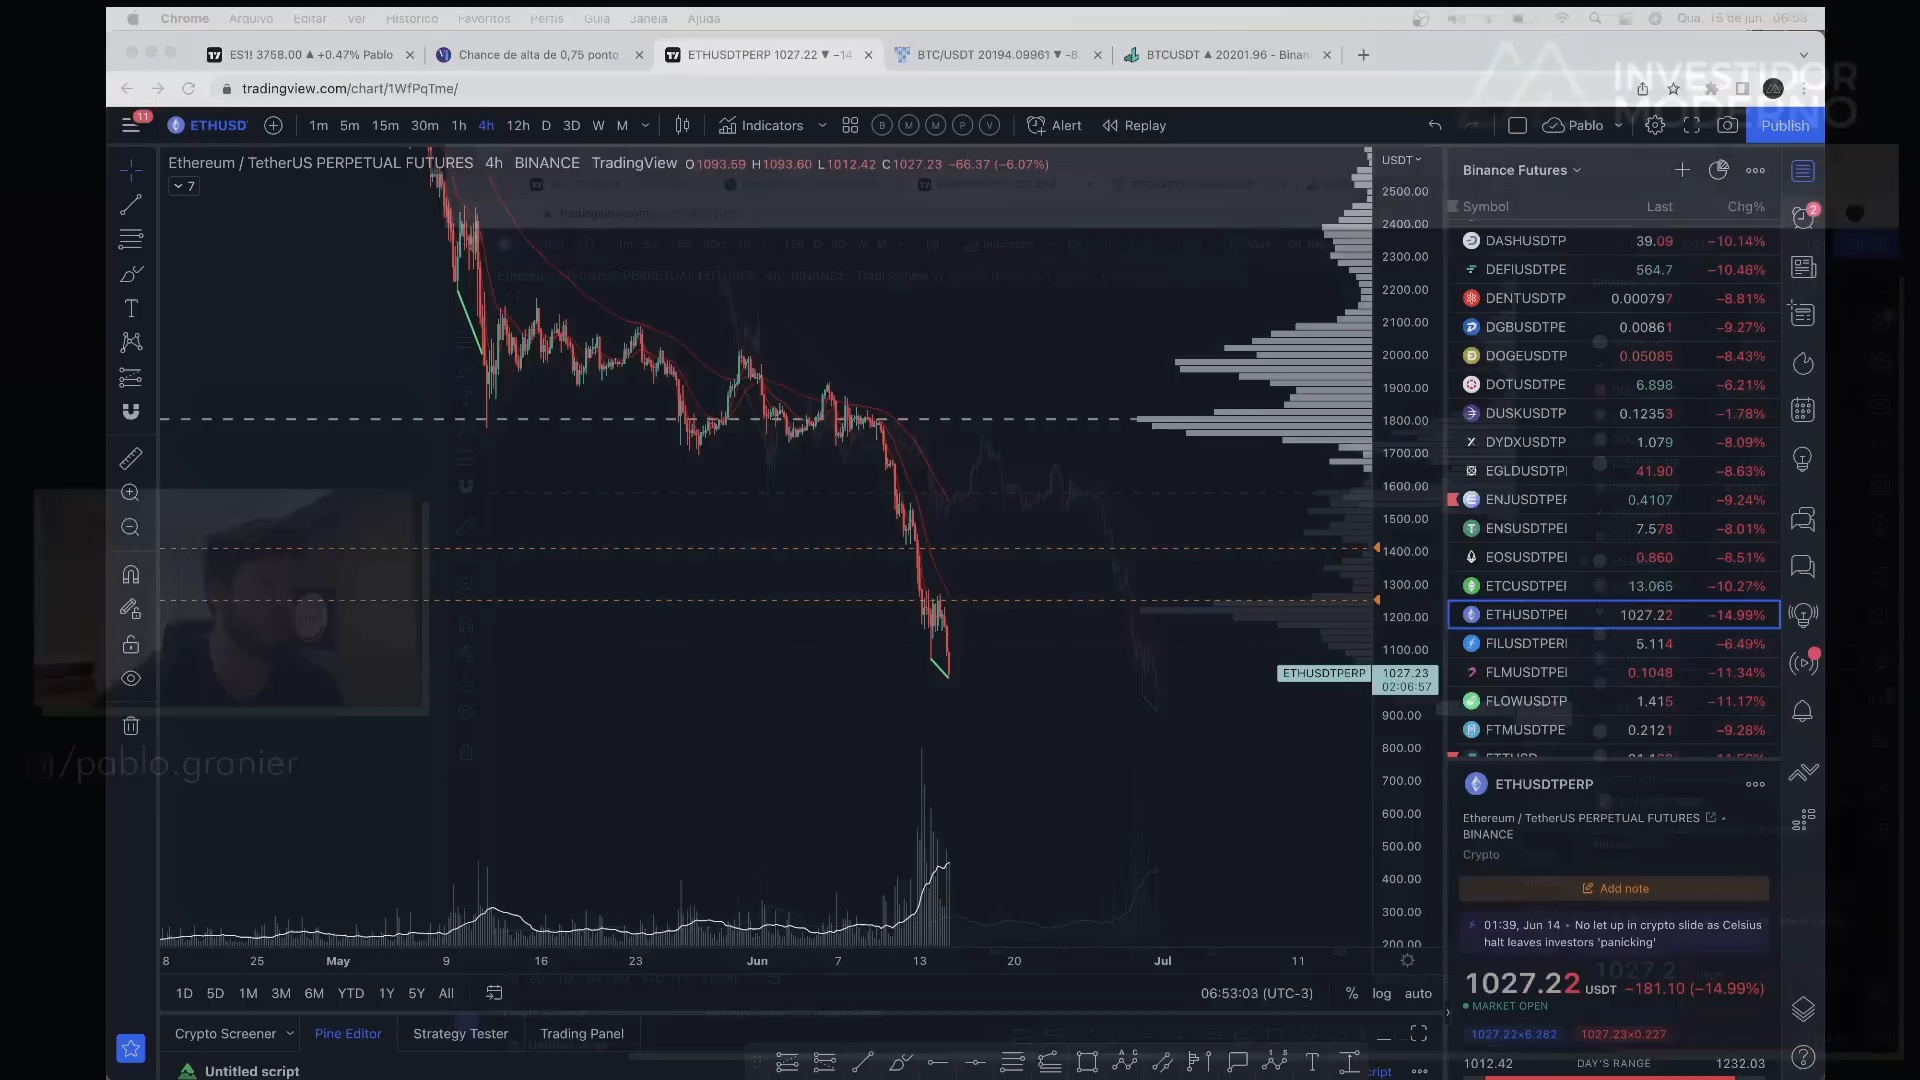 Chrome Arquivo Editar Ver Histórico Favoritos Perfis Guia Janela Ajuda Qua. 15 de jun. 06:53
ES1! 3758.00 ▲ +0.47% Pablo
Chance de alta de 0,75 ponto
ETHUSDTPERP 1027.22 ▼ −14
BTC/USDT 20194.09961 ▼ -8.
BTCUSDT ▲ 20201.96 - Binan
tradingview.com/chart/1WfPqTme/
INVESTIDOR
MODERNO
11 ETHUSD 1m 5m 15m 30m 1h 4h 12h D 3D W M Indicators B M M P V Alert Replay Pablo Publish
Ethereum / TetherUS PERPETUAL FUTURES 4h BINANCE TradingView O1093.59 H1093.60 L1012.42 C1027.23 −66.37 (−6.07%)
7
USDT
2500.00
2400.00
2300.00
2200.00
2100.00
2000.00
1900.00
1800.00
1700.00
1600.00
1500.00
1400.00
1300.00
1200.00
1100.00
ETHUSDTPERP 1027.23
02:06:57
900.00
800.00
700.00
600.00
500.00
400.00
300.00
200.00
8 25 May 9 16 23 Jun 7 13 20 Jul 11
1D 5D 1M 3M 6M YTD 1Y 5Y All 06:53:03 (UTC-3) % log auto
Crypto Screener Pine Editor Strategy Tester Trading Panel
Untitled script
cript
/pablo.granier
Binance Futures
Symbol Last Chg%
DASHUSDTP 39.09 −10.14%
DEFIUSDTPE 564.7 −10.46%
DENTUSDTP 0.000797 −8.81%
DGBUSDTPE 0.00861 −9.27%
DOGEUSDTP 0.05085 −8.43%
DOTUSDTPE 6.898 −6.21%
DUSKUSDTP 0.12353 −1.78%
DYDXUSDTP 1.079 −8.09%
EGLDUSDTPI 41.90 −8.63%
ENJUSDTPEF 0.4107 −9.24%
ENSUSDTPEI 7.578 −8.01%
EOSUSDTPEI 0.860 −8.51%
ETCUSDTPEF 13.065 −10.27%
ETHUSDTPEI 1027.22 −14.99%
FILUSDTPERI 5.114 −6.49%
FLMUSDTPEI 0.1048 −11.34%
FLOWUSDTP 1.415 −11.17%
FTMUSDTPE 0.2121 −9.28%
2
ETHUSDTPERP
Ethereum / TetherUS PERPETUAL FUTURES •
BINANCE
Crypto
Add note
01:39, Jun 14 • No let up in crypto slide as Celsius
halt leaves investors 'panicking'
1027.22 USDT −181.10 (−14.99%)
MARKET OPEN
1027.22×6.282 1027.23×0.227
1012.42 DAY'S RANGE 1232.03